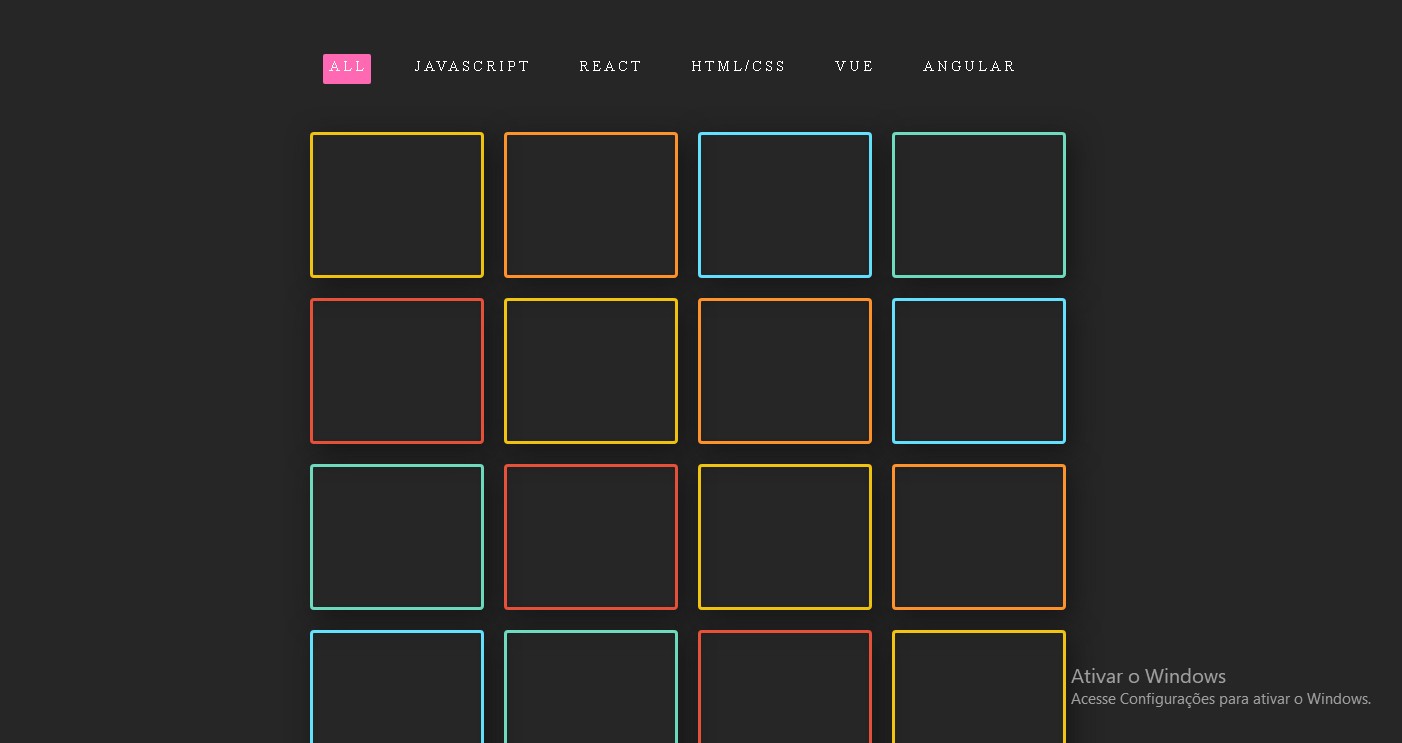 ALL JAVASCRIPT REACT HTML/CSS VUE ANGULAR
Ativar o Windows
Acesse Configurações para ativar o Windows.